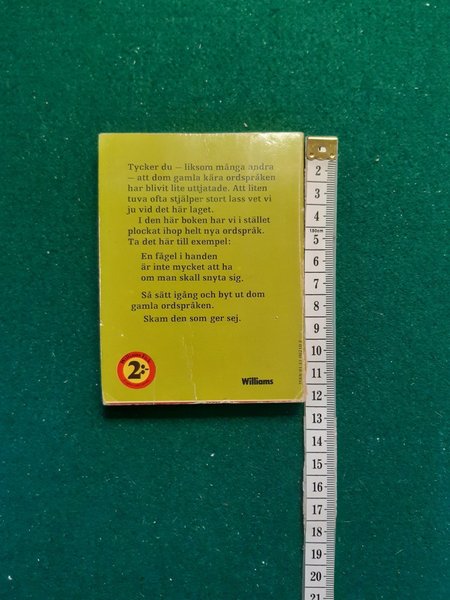 Tycker du — liksom många andra
— att dom gamla kära ordspråken
har blivit lite uttjatade. Att liten
tuva ofta stjälper stort lass vet vi
ju vid det här laget.
I den här boken har vi i stället
plockat ihop helt nya ordspråk.
Ta det här till exempel:
En fågel i handen
är inte mycket att ha
om man skall snyta sig.
Så sätt igång och byt ut dom
gamla ordspråken.
Skam den som ger sej.
2:-
Williams
2
3
4
150cm
5
6
7
8
9
10
11
12
13
14
15
16
17
18
19
20
21